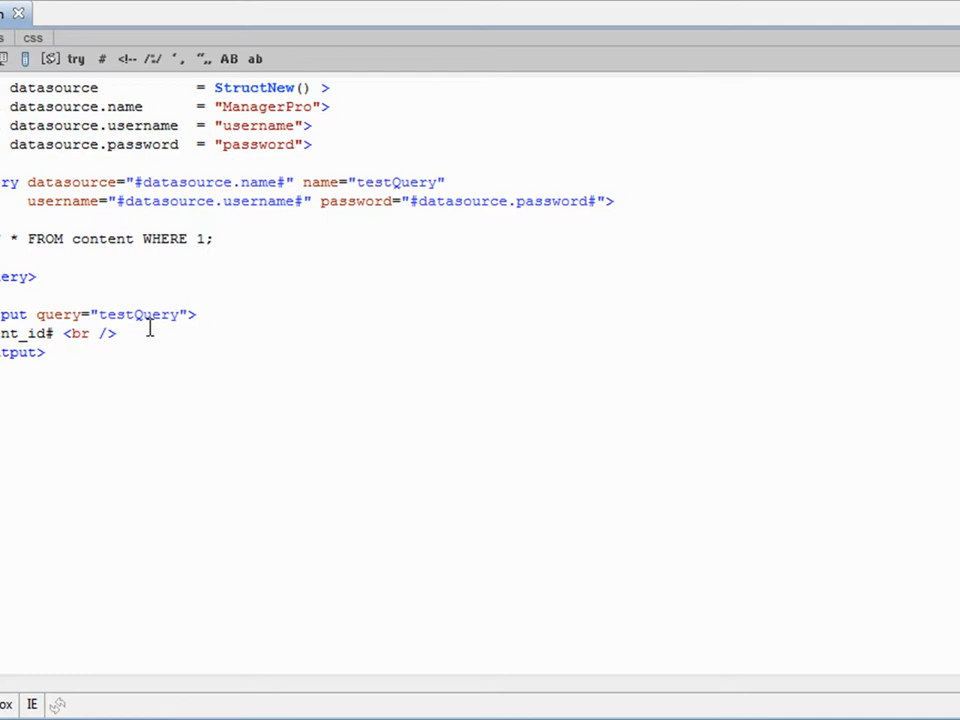 n
s css
try # <!-- /*/ ‘, “,, AB ab
datasource = StructNew() >
datasource.name = "ManagerPro">
datasource.username = "username">
datasource.password = "password">
ry datasource="#datasource.name#" name="testQuery"
username="#datasource.username#" password="#datasource.password#">
* FROM content WHERE 1;
ery>
put query="testQuery">
nt_id# <br />
tput>
ox IE